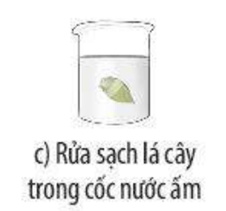 c) Rửa sạch lá cây
trong cốc nước ấm